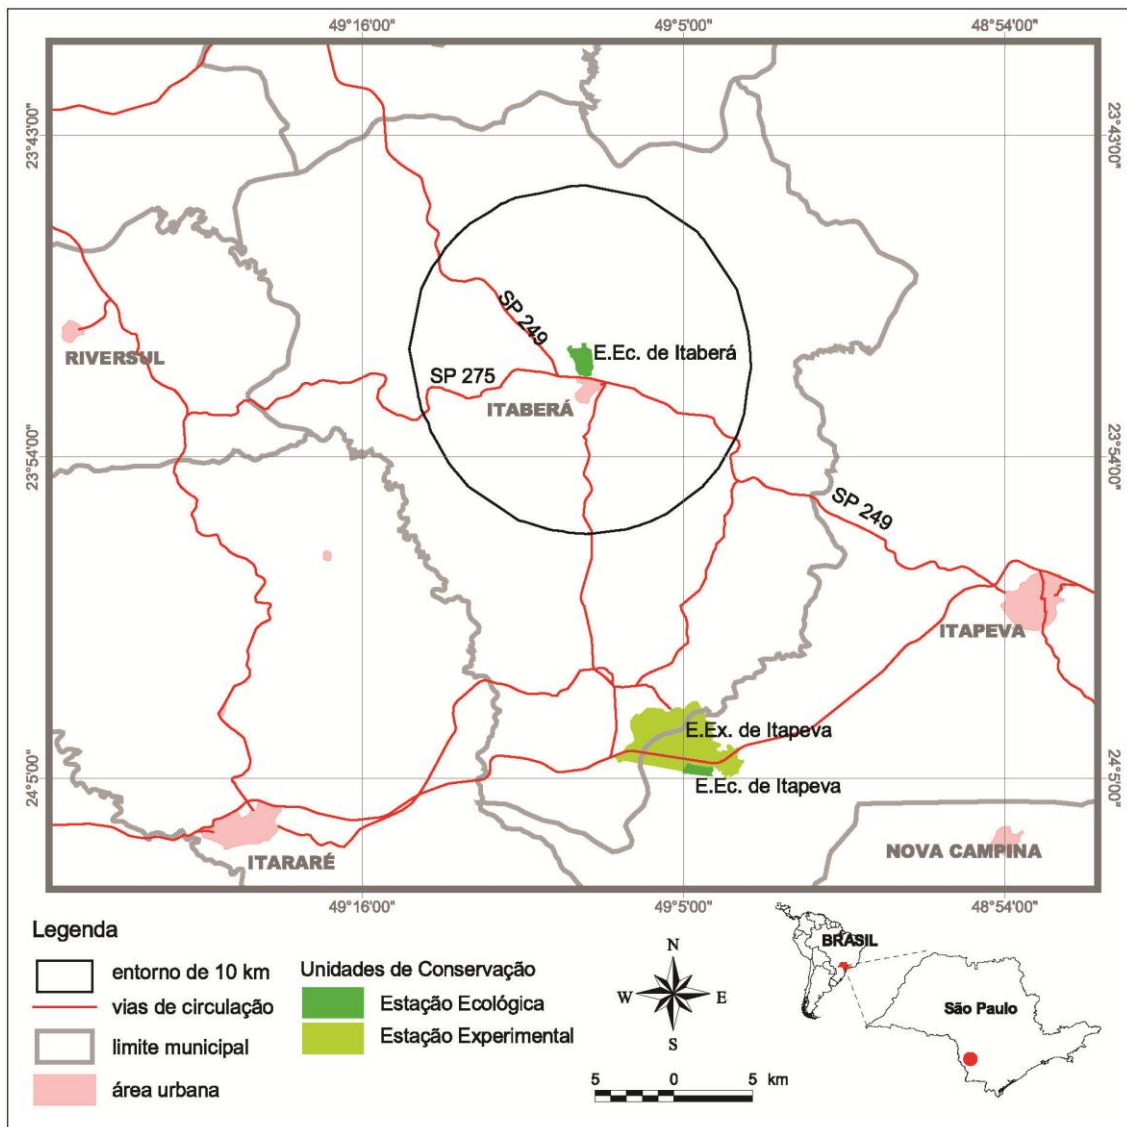 49°16'00"
49°5'00"
48°54'00"
23°43'00"
23°43'00"
SP 249
E.Ec. de Itaberá
RIVERSUL
SP 275
ITABERÁ
23°54'00"
23°54'00"
SP 249
ITAPEVA
E.Ex. de Itapeva
24°5'00"
24°5'00"
E.Ec. de Itapeva
ITARARÉ
NOVA CAMPINA
49°16'00"
49°5'00"
48°54'00"
Legenda
entorno de 10 km
vias de circulação
limite municipal
área urbana
Unidades de Conservação
Estação Ecológica
Estação Experimental
N
W
E
S
5
0
5
km
BRASIL
São Paulo